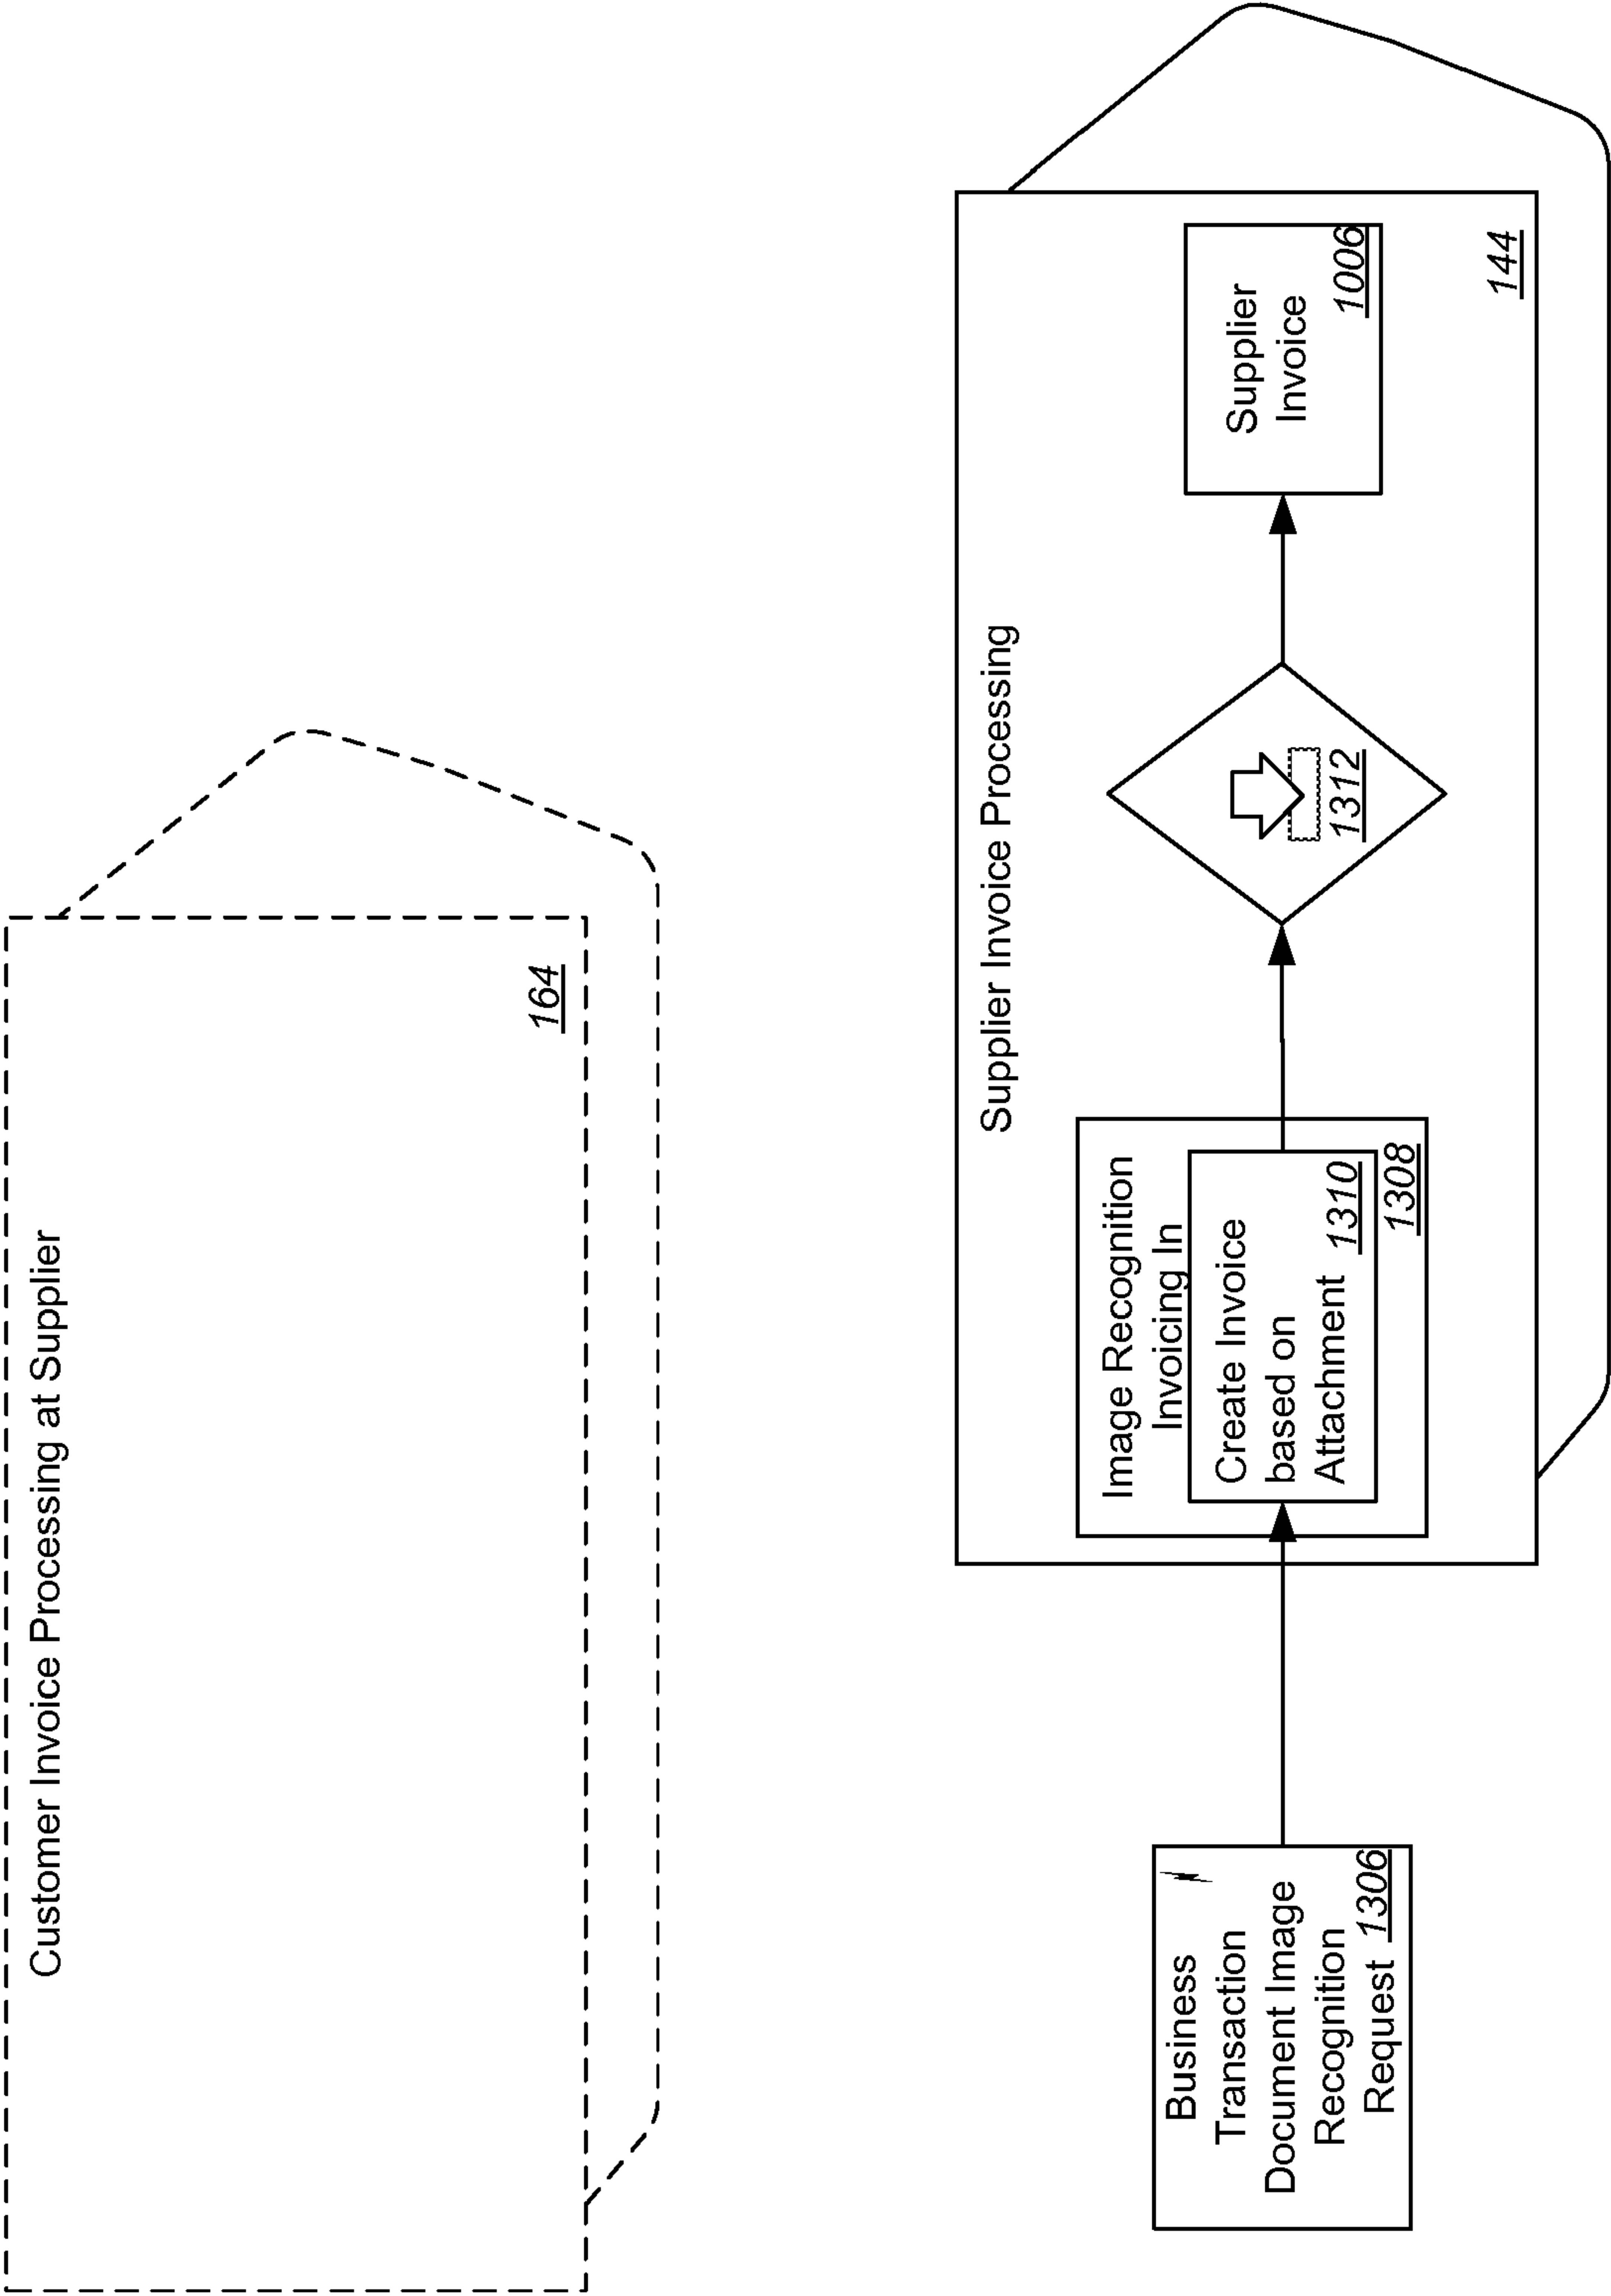 Customer Invoice Processing at Supplier
164
Supplier Invoice Processing
Business
Transaction
Document Image
Recognition
Request
1306
Image Recognition
Invoicing In
Create Invoice
based on
Attachment
1310
1308
1312
Supplier
Invoice
1006
144